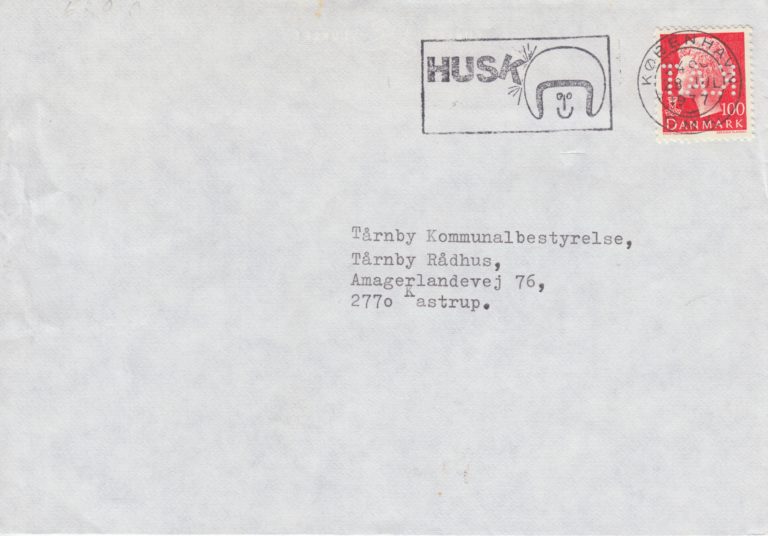 HUSK
KØBENHAVN
100
DANMARK
Tårnby Kommunalbestyrelse,
Tårnby Rådhus,
Amagerlandevej 76,
277o Kastrup.